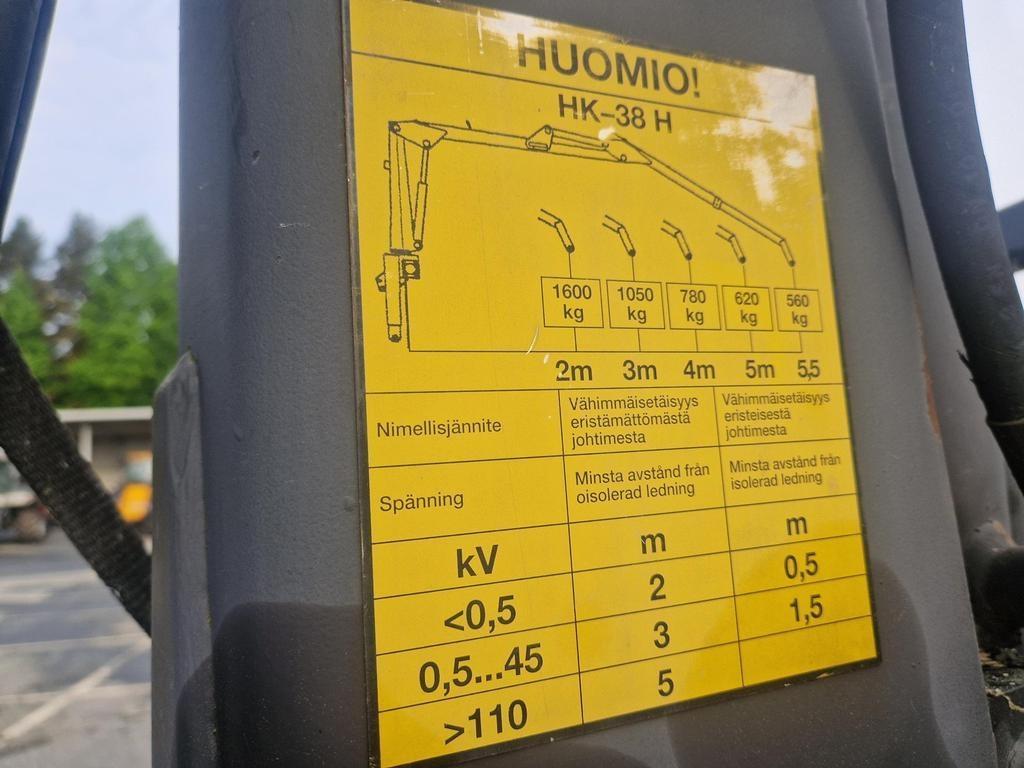 HUOMIO!
HK–38 H
1600 1050 780 620 560
kg kg kg kg kg
2m 3m 4m 5m 5,5
Nimellisjännite
Vähimmäisetäisyys
eristämättömästä
johtimesta
Vähimmäisetäisyys
eristeisestä
johtimesta
Spänning
Minsta avstånd från
oisolerad ledning
Minsta avstånd från
isolerad ledning
kV m m
<0,5 2 0,5
0,5...45 3 1,5
>110 5